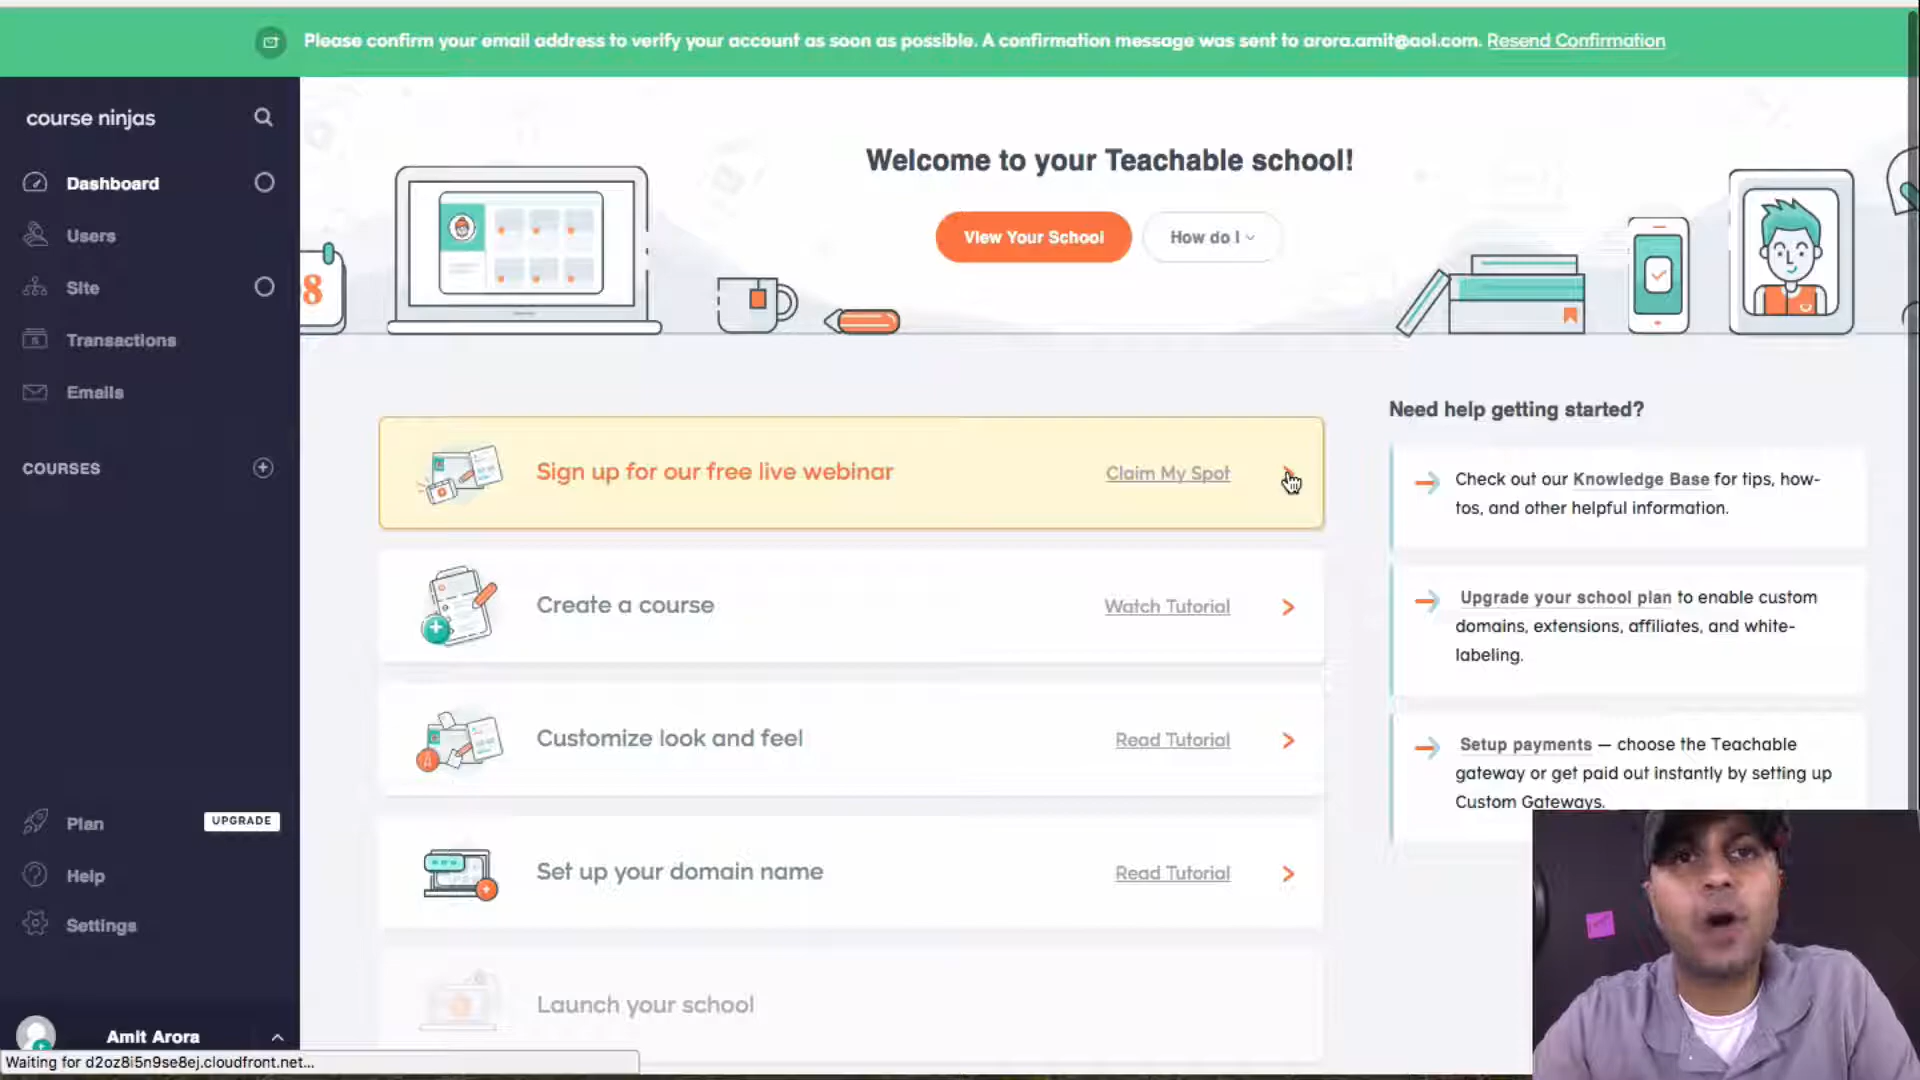 Please confirm your email address to verify your account as soon as possible. A confirmation message was sent to arora.amit@aol.com. Resend Confirmation
course ninjas
Dashboard
Users
Site
Transactions
Emails
COURSES
Plan
UPGRADE
Help
Settings
Amit Arora
Waiting for d2oz8i5n9se8ej.cloudfront.net...
Welcome to your Teachable school!
View Your School
How do I
8
Sign up for our free live webinar
Claim My Spot
Create a course
Watch Tutorial
Customize look and feel
Read Tutorial
Set up your domain name
Read Tutorial
Launch your school
Need help getting started?
Check out our Knowledge Base for tips, how-
tos, and other helpful information.
Upgrade your school plan to enable custom
domains, extensions, affiliates, and white-
labeling.
Setup payments — choose the Teachable
gateway or get paid out instantly by setting up
Custom Gateways.